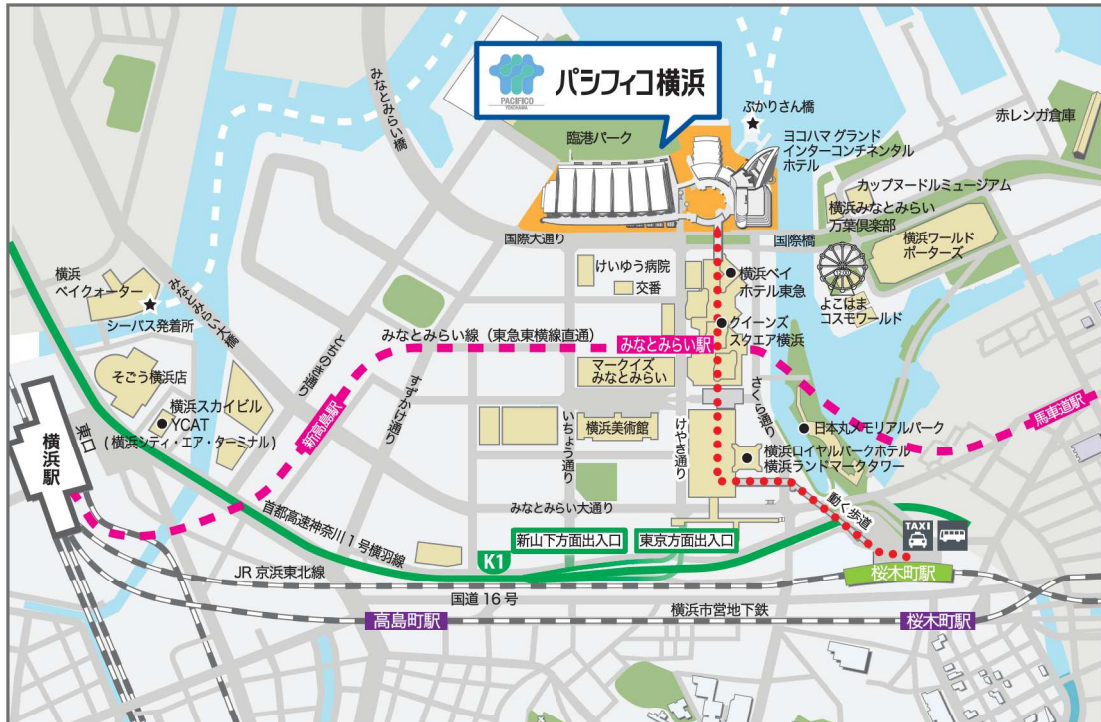 PACIFICO
YOKOHAMA
パシフィコ横浜
みなとみらい橋
臨港パーク
ぷかりさん橋
ヨコハマ グランド
インターコンチネンタル
ホテル
赤レンガ倉庫
カップヌードルミュージアム
横浜みなとみらい
万葉倶楽部
国際大通り
国際橋
横浜ワールド
ポーターズ
よこはま
コスモワールド
けいゆう病院
交番
横浜ベイ
ホテル東急
クイーンズ
スクエア横浜
横浜
ベイクォーター
シーバス発着所
みなとみらい大橋
みなとみらい線（東急東横線直通）
みなとみらい駅
とちのき通り
すずかけ通り
マークイズ
みなとみらい
さくら通り
馬車道駅
そごう横浜店
横浜スカイビル
YCAT
(横浜シティ・エア・ターミナル)
横浜駅
東口
新高島駅
いちょう通り
横浜美術館
けやき通り
日本丸メモリアルパーク
横浜ロイヤルパークホテル
横浜ランドマークタワー
みなとみらい大通り
動く歩道
TAXI
首都高速神奈川1号横羽線
新山下方面出入口
東京方面出入口
K1
JR 京浜東北線
桜木町駅
国道16号
横浜市営地下鉄
高島町駅
桜木町駅